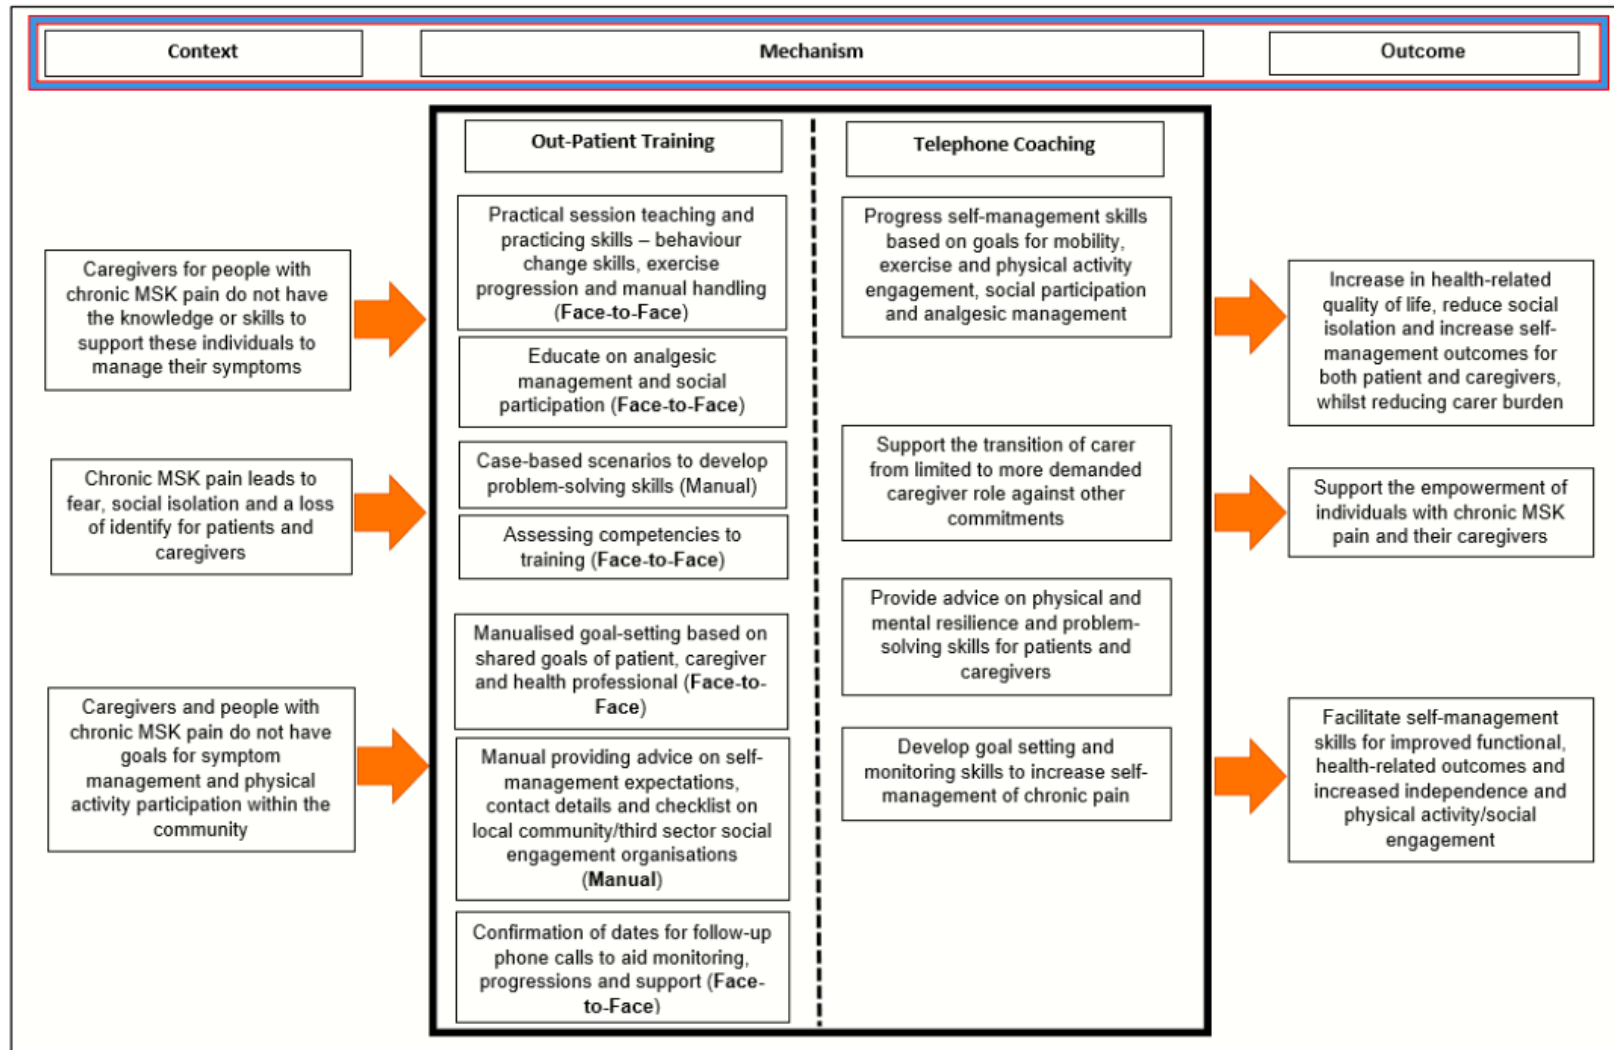 Context
Mechanism
Outcome
Out-Patient Training
Telephone Coaching
Caregivers for people with
chronic MSK pain do not have
the knowledge or skills to
support these individuals to
manage their symptoms
Chronic MSK pain leads to
fear, social isolation and a loss
of identify for patients and
caregivers
Caregivers and people with
chronic MSK pain do not have
goals for symptom
management and physical
activity participation within the
community
Practical session teaching and
practicing skills – behaviour
change skills, exercise
progression and manual handling
(Face-to-Face)
Educate on analgesic
management and social
participation (Face-to-Face)
Case-based scenarios to develop
problem-solving skills (Manual)
Assessing competencies to
training (Face-to-Face)
Manualised goal-setting based on
shared goals of patient, caregiver
and health professional (Face-to-
Face)
Manual providing advice on self-
management expectations,
contact details and checklist on
local community/third sector social
engagement organisations
(Manual)
Confirmation of dates for follow-up
phone calls to aid monitoring,
progressions and support (Face-
to-Face)
Progress self-management skills
based on goals for mobility,
exercise and physical activity
engagement, social participation
and analgesic management
Support the transition of carer
from limited to more demanded
caregiver role against other
commitments
Provide advice on physical and
mental resilience and problem-
solving skills for patients and
caregivers
Develop goal setting and
monitoring skills to increase self-
management of chronic pain
Increase in health-related
quality of life, reduce social
isolation and increase self-
management outcomes for
both patient and caregivers,
whilst reducing carer burden
Support the empowerment of
individuals with chronic MSK
pain and their caregivers
Facilitate self-management
skills for improved functional,
health-related outcomes and
increased independence and
physical activity/social
engagement